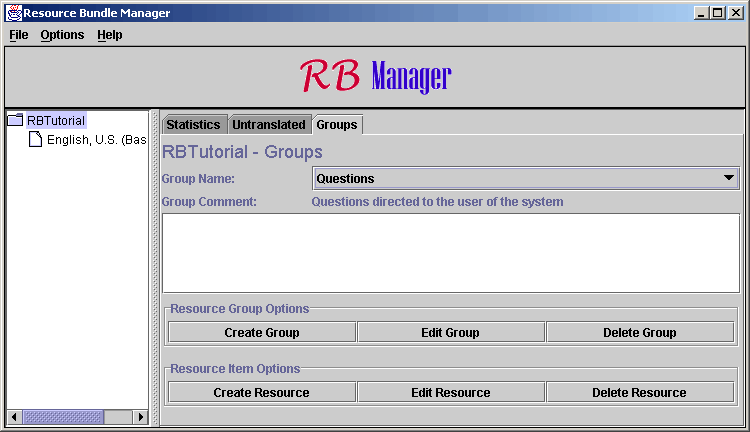 Resource Bundle Manager
File Options Help
RB Manager
RBTutorial
English, U.S. (Bas
Statistics Untranslated Groups
RBTutorial - Groups
Group Name: Questions
Group Comment: Questions directed to the user of the system
Resource Group Options
Create Group Edit Group Delete Group
Resource Item Options
Create Resource Edit Resource Delete Resource